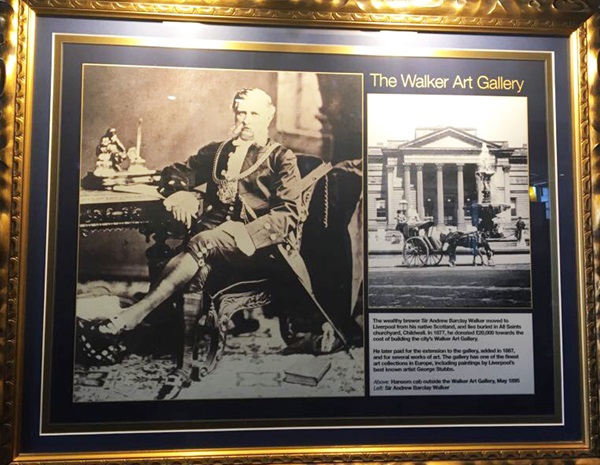 The Walker Art Gallery
The wealthy brewer Sir Andrew Barclay Walker moved to
Liverpool from his native Scotland, and lies buried in All Saints
churchyard, Childwall. In 1877, he donated £20,000 towards the
cost of building the city's Walker Art Gallery.
He later paid for the extension to the gallery, added in 1887,
and for several works of art. The gallery has one of the finest
art collections in Europe, including paintings by Liverpool's
best known artist George Stubbs.
Above: Hansom cab outside the Walker Art Gallery, May 1895
Left: Sir Andrew Barclay Walker